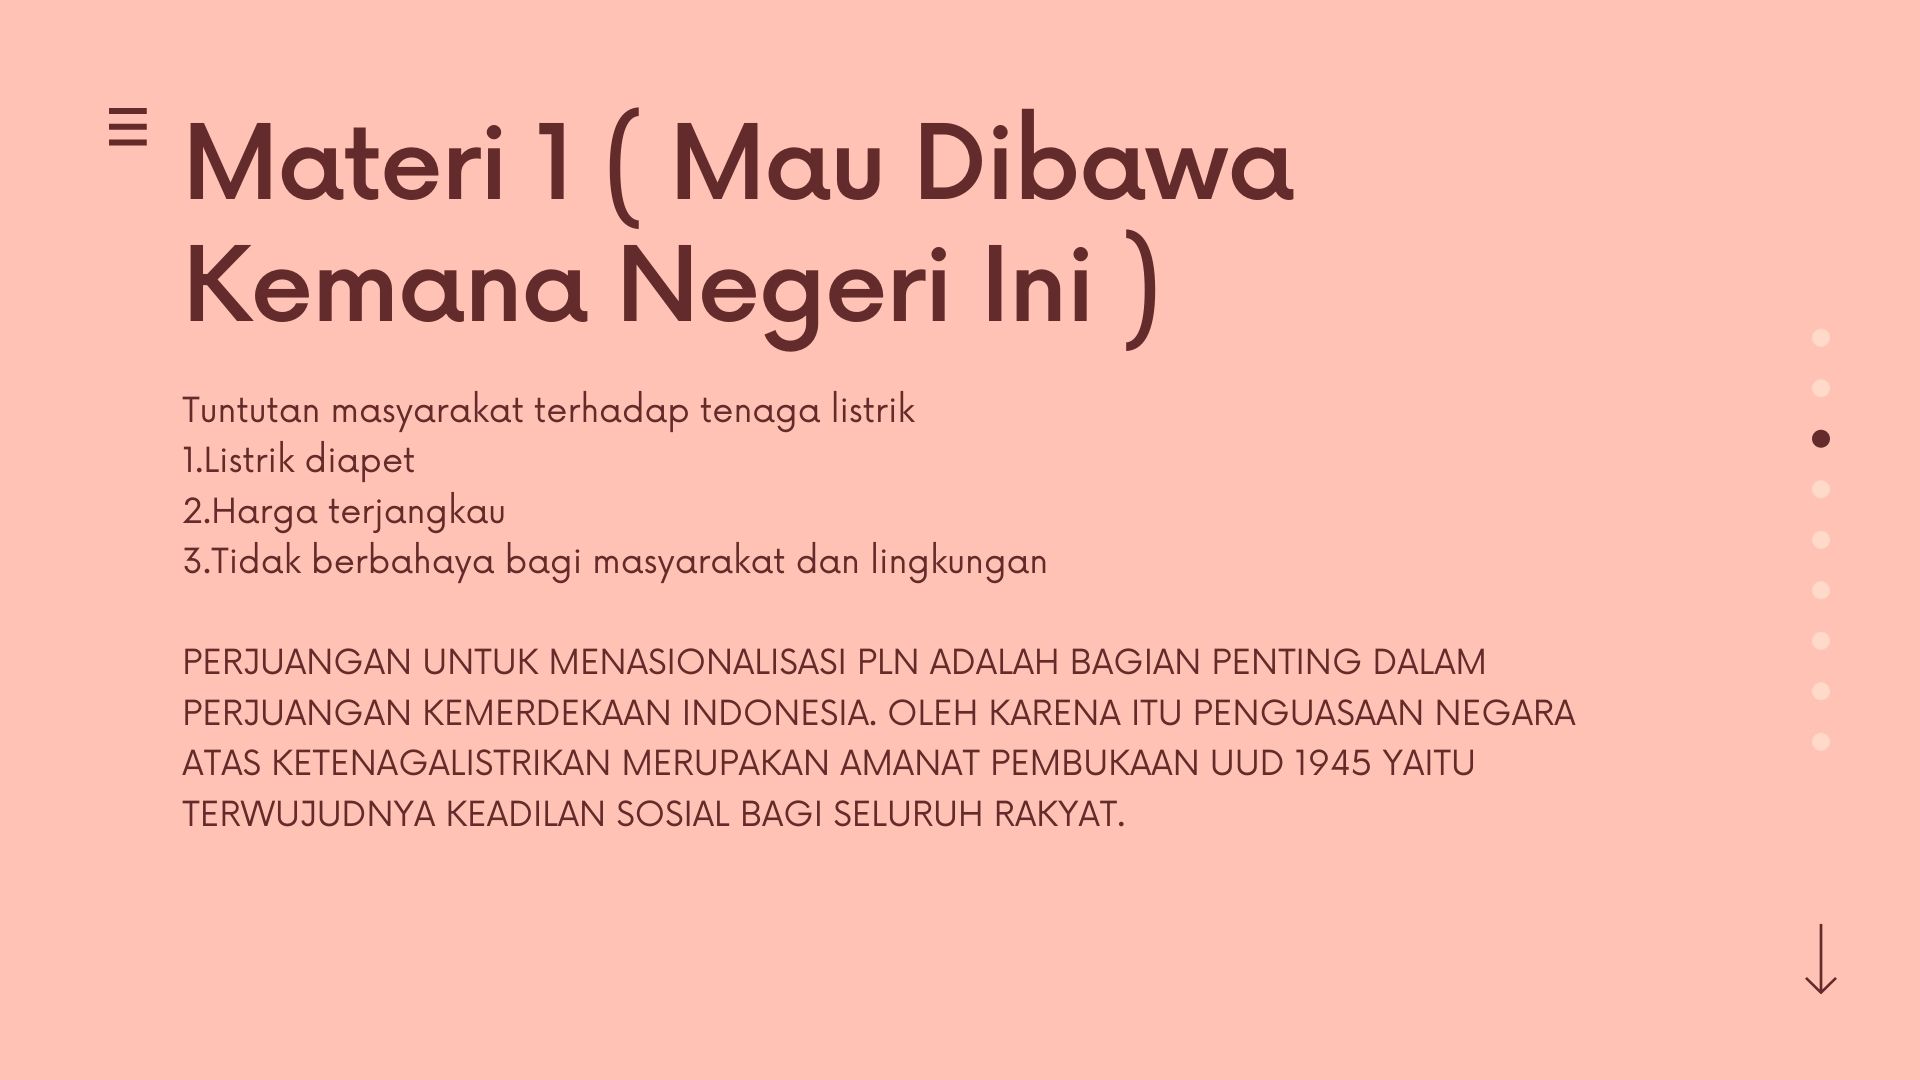 Materi 1 ( Mau Dibawa
Kemana Negeri Ini )
Tuntutan masyarakat terhadap tenaga listrik
1.Listrik diapet
2.Harga terjangkau
3.Tidak berbahaya bagi masyarakat dan lingkungan
PERJUANGAN UNTUK MENASIONALISASI PLN ADALAH BAGIAN PENTING DALAM
PERJUANGAN KEMERDEKAAN INDONESIA. OLEH KARENA ITU PENGUASAAN NEGARA
ATAS KETENAGALISTRIKAN MERUPAKAN AMANAT PEMBUKAAN UUD 1945 YAITU
TERWUJUDNYA KEADILAN SOSIAL BAGI SELURUH RAKYAT.